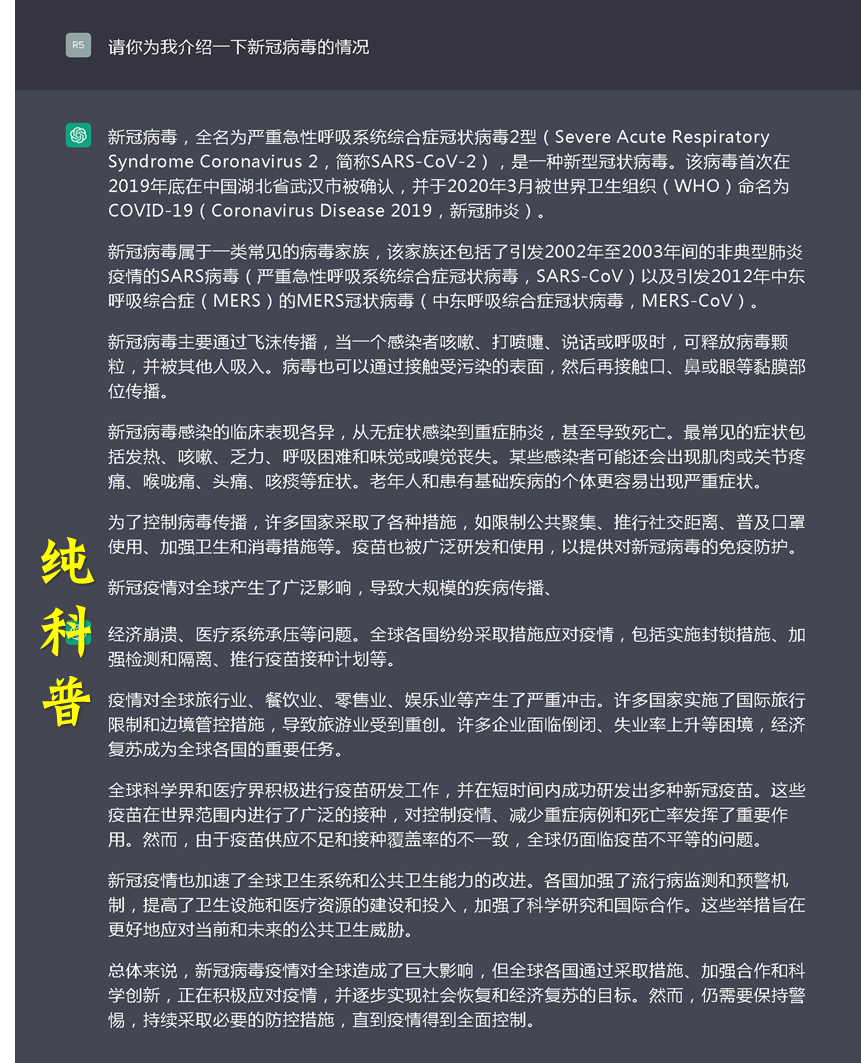 R5
请你为我介绍一下新冠病毒的情况
新冠病毒，全名为严重急性呼吸系统综合症冠状病毒2型（Severe Acute Respiratory
Syndrome Coronavirus 2，简称SARS-CoV-2），是一种新型冠状病毒。该病毒首次在
2019年底在中国湖北省武汉市被确认，并于2020年3月被世界卫生组织（WHO）命名为
COVID-19（Coronavirus Disease 2019，新冠肺炎）。
新冠病毒属于一类常见的病毒家族，该家族还包括了引发2002年至2003年间的非典型肺炎
疫情的SARS病毒（严重急性呼吸系统综合症冠状病毒，SARS-CoV）以及引发2012年中东
呼吸综合症（MERS）的MERS冠状病毒（中东呼吸综合症冠状病毒，MERS-CoV）。
新冠病毒主要通过飞沫传播，当一个感染者咳嗽、打喷嚏、说话或呼吸时，可释放病毒颗
粒，并被其他人吸入。病毒也可以通过接触受污染的表面，然后再接触口、鼻或眼等黏膜部
位传播。
新冠病毒感染的临床表现各异，从无症状感染到重症肺炎，甚至导致死亡。最常见的症状包
括发热、咳嗽、乏力、呼吸困难和味觉或嗅觉丧失。某些感染者可能还会出现肌肉或关节疼
痛、喉咙痛、头痛、咳痰等症状。老年人和患有基础疾病的个体更容易出现严重症状。
为了控制病毒传播，许多国家采取了各种措施，如限制公共聚集、推行社交距离、普及口罩
使用、加强卫生和消毒措施等。疫苗也被广泛研发和使用，以提供对新冠病毒的免疫防护。
新冠疫情对全球产生了广泛影响，导致大规模的疾病传播、
纯科普
经济崩溃、医疗系统承压等问题。全球各国纷纷采取措施应对疫情，包括实施封锁措施、加
强检测和隔离、推行疫苗接种计划等。
疫情对全球旅行业、餐饮业、零售业、娱乐业等产生了严重冲击。许多国家实施了国际旅行
限制和边境管控措施，导致旅游业受到重创。许多企业面临倒闭、失业率上升等困境，经济
复苏成为全球各国的重要任务。
全球科学界和医疗界积极进行疫苗研发工作，并在短时间内成功研发出多种新冠疫苗。这些
疫苗在世界范围内进行了广泛的接种，对控制疫情、减少重症病例和死亡率发挥了重要作
用。然而，由于疫苗供应不足和接种覆盖率的不一致，全球仍面临疫苗不平等的问题。
新冠疫情也加速了全球卫生系统和公共卫生能力的改进。各国加强了流行病监测和预警机
制，提高了卫生设施和医疗资源的建设和投入，加强了科学研究和国际合作。这些举措旨在
更好地应对当前和未来的公共卫生威胁。
总体来说，新冠病毒疫情对全球造成了巨大影响，但全球各国通过采取措施、加强合作和科
学创新，正在积极应对疫情，并逐步实现社会恢复和经济复苏的目标。然而，仍需要保持警
惕，持续采取必要的防控措施，直到疫情得到全面控制。